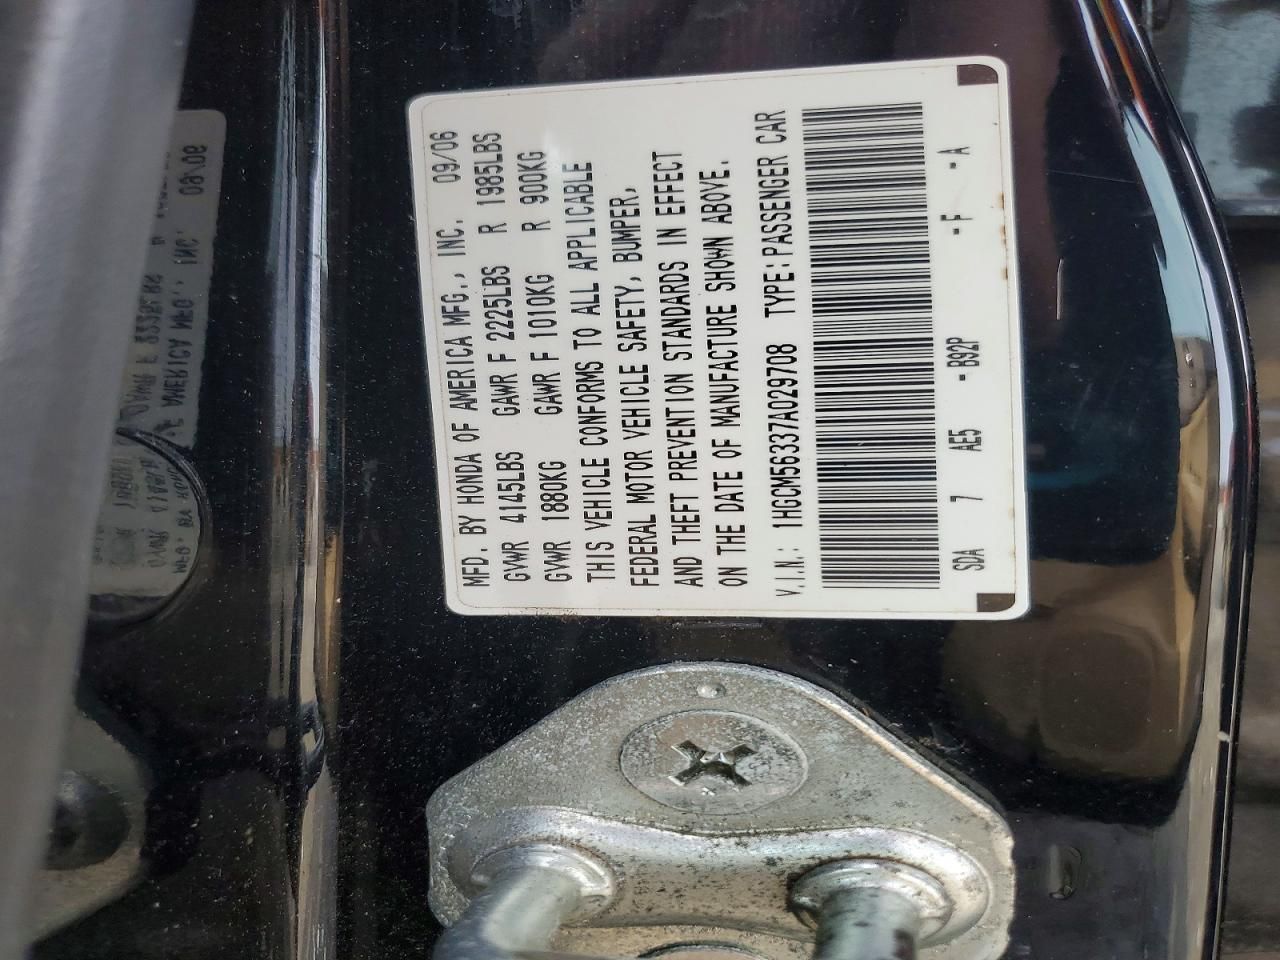 MFD. BY HONDA OF AMERICA MFG., INC. 09/06
GVWR 4145LBS GAWR F 2225LBS R 1985LBS
GVWR 1880KG GAWR F 1010KG R 900KG
THIS VEHICLE CONFORMS TO ALL APPLICABLE
FEDERAL MOTOR VEHICLE SAFETY, BUMPER,
AND THEFT PREVENTION STANDARDS IN EFFECT
ON THE DATE OF MANUFACTURE SHOWN ABOVE.
V.I.N.: 1HGCM56337A029708 TYPE:PASSENGER CAR
SDA 7 AE5 -B92P -F -A